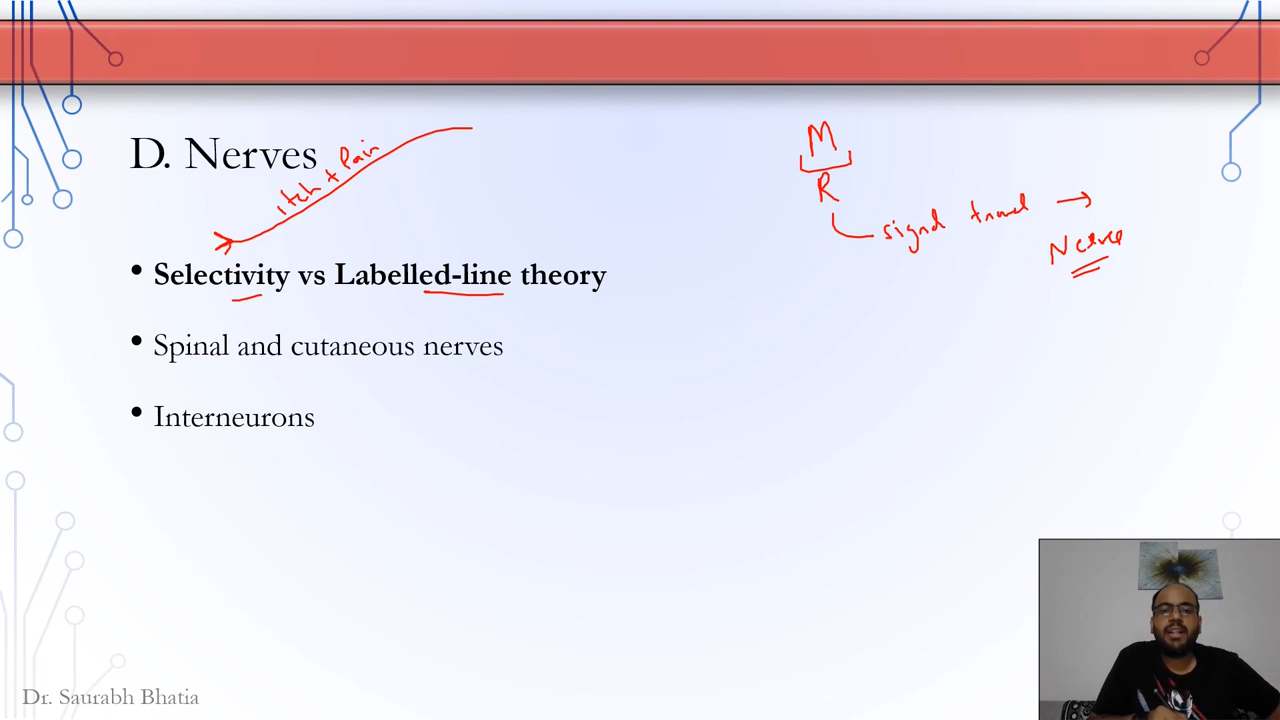 D. Nerves
itch + Pain
M
R
signal travel →
Nerve
• Selectivity vs Labelled-line theory
• Spinal and cutaneous nerves
• Interneurons
Dr. Saurabh Bhatia